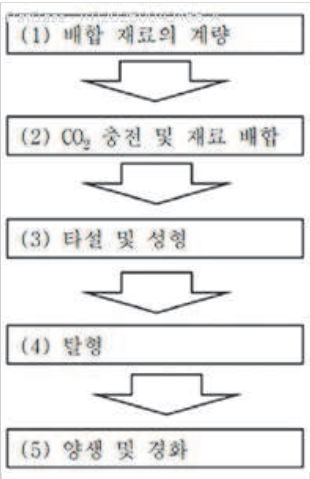 (1) 배합 재료의 계량
(2) CO₂ 충전 및 재료 배합
(3) 타설 및 성형
(4) 탈형
(5) 양생 및 경화